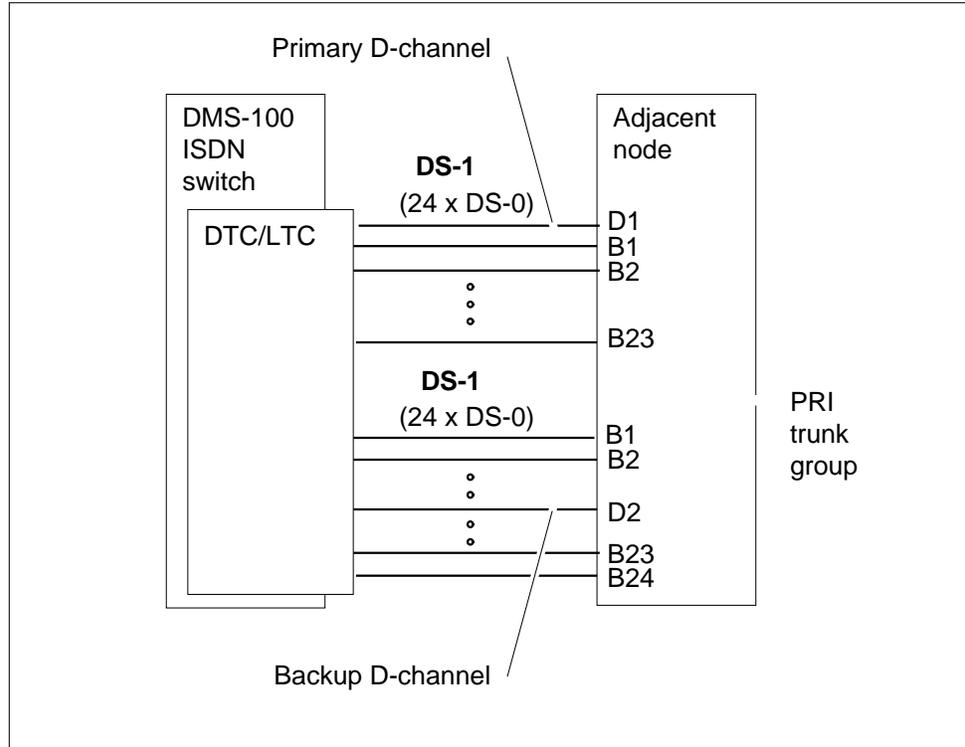 Primary D-channel
DMS-100
ISDN
switch
Adjacent
node
DS-1
(24 x DS-0)
DTC/LTC
D1
B1
B2
B23
DS-1
(24 x DS-0)
PRI
trunk
group
B1
B2
D2
B23
B24
Backup D-channel